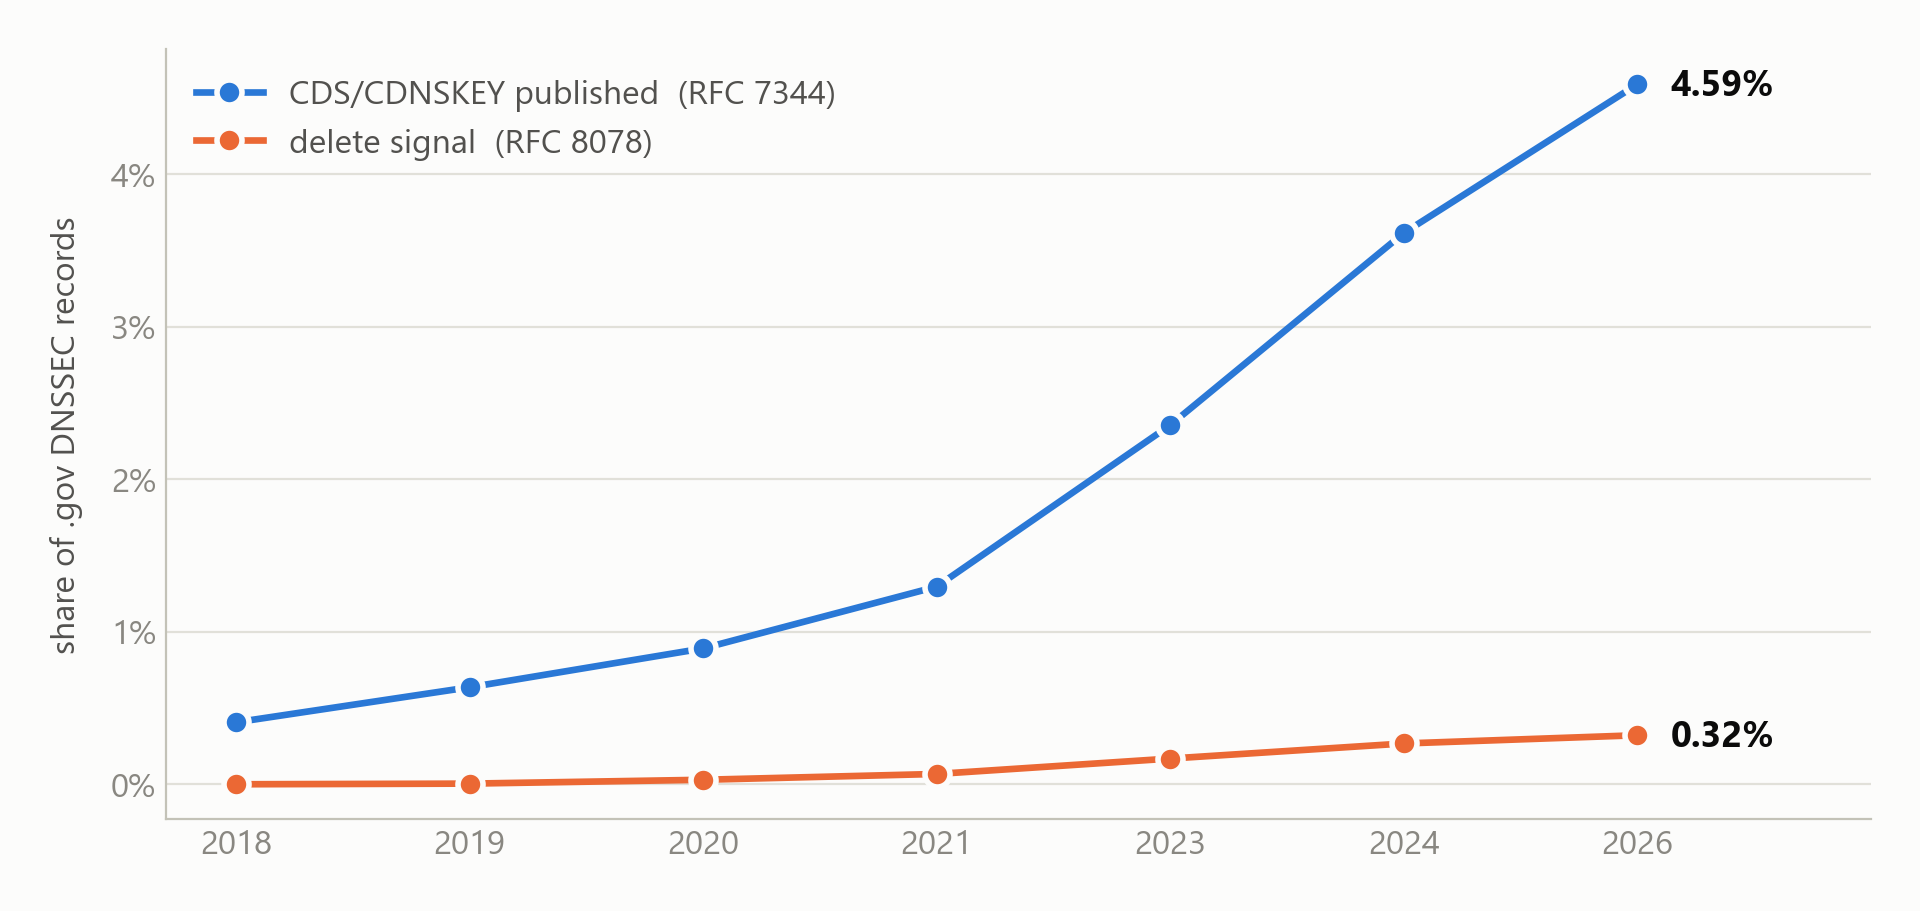 CDS/CDNSKEY published (RFC 7344)
delete signal (RFC 8078)
4.59%
0.32%
share of .gov DNSSEC records
4%
3%
2%
1%
0%
2018 2019 2020 2021 2023 2024 2026